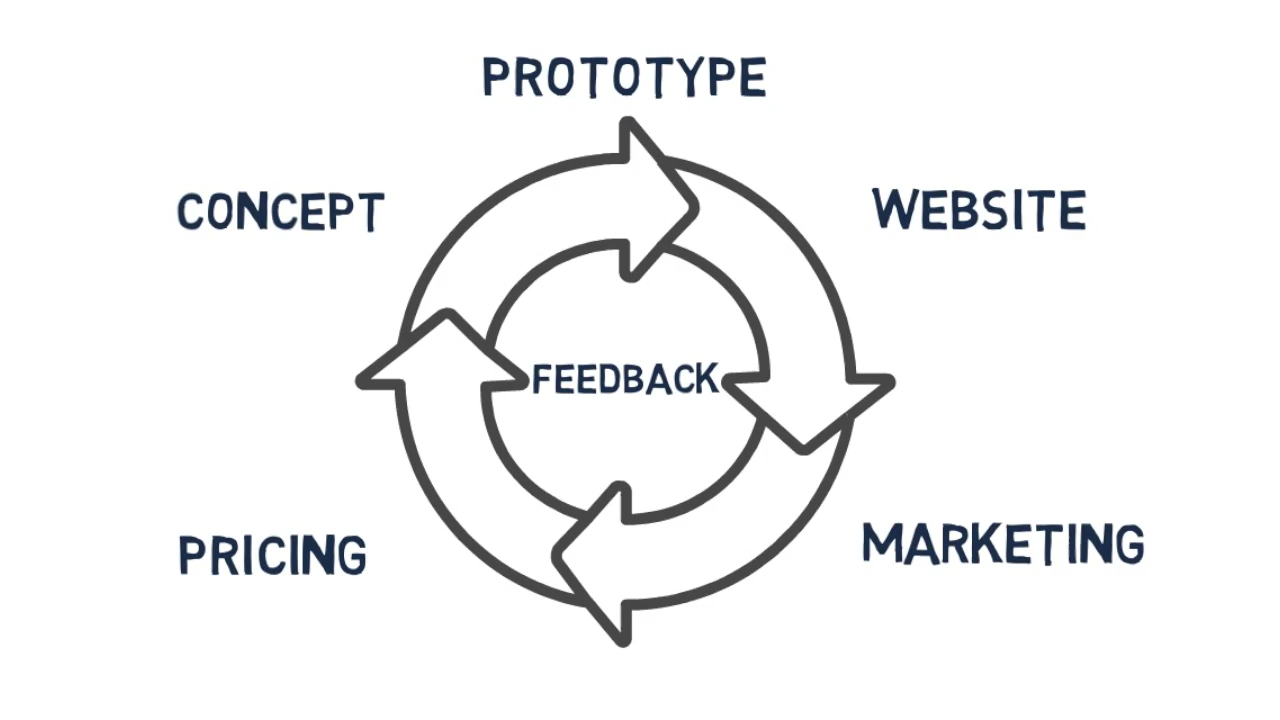 PROTOTYPE
CONCEPT
WEBSITE
FEEDBACK
PRICING
MARKETING